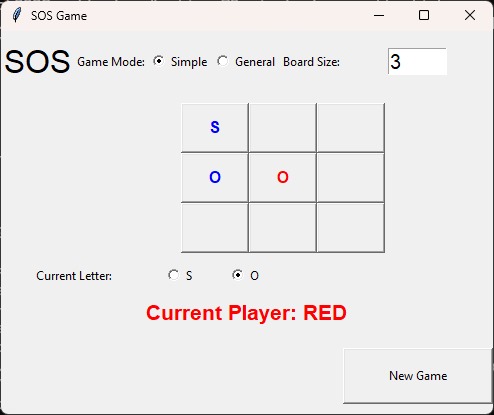 SOS Game
SOS Game Mode: Simple General Board Size: 3
S
O O
Current Letter: S O
Current Player: RED
New Game